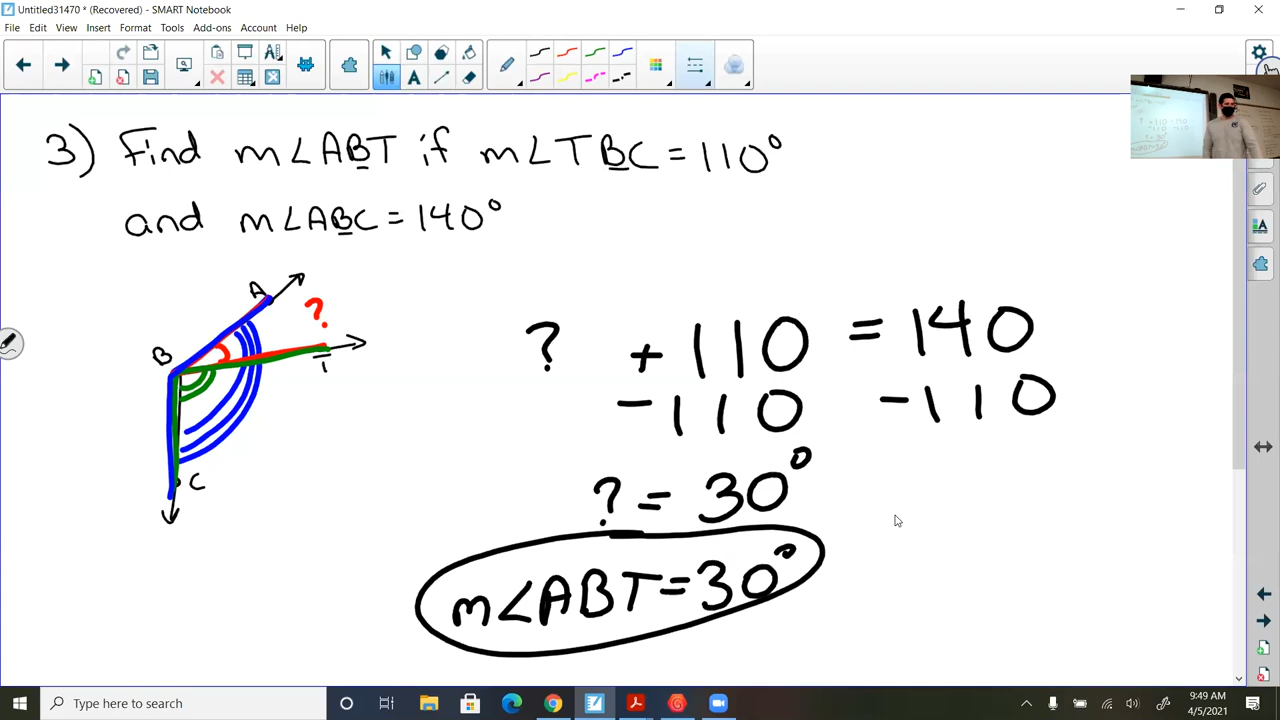 Untitled31470 * (Recovered) - SMART Notebook
File Edit View Insert Format Tools Add-ons Account Help
3) Find m∠ABT if m∠TBC = 110°
and m∠ABC = 140°
A
?
B
T
C
? + 110 = 140
- 110 - 110
? = 30°
m∠ABT = 30°
Type here to search
9:49 AM
4/5/2021